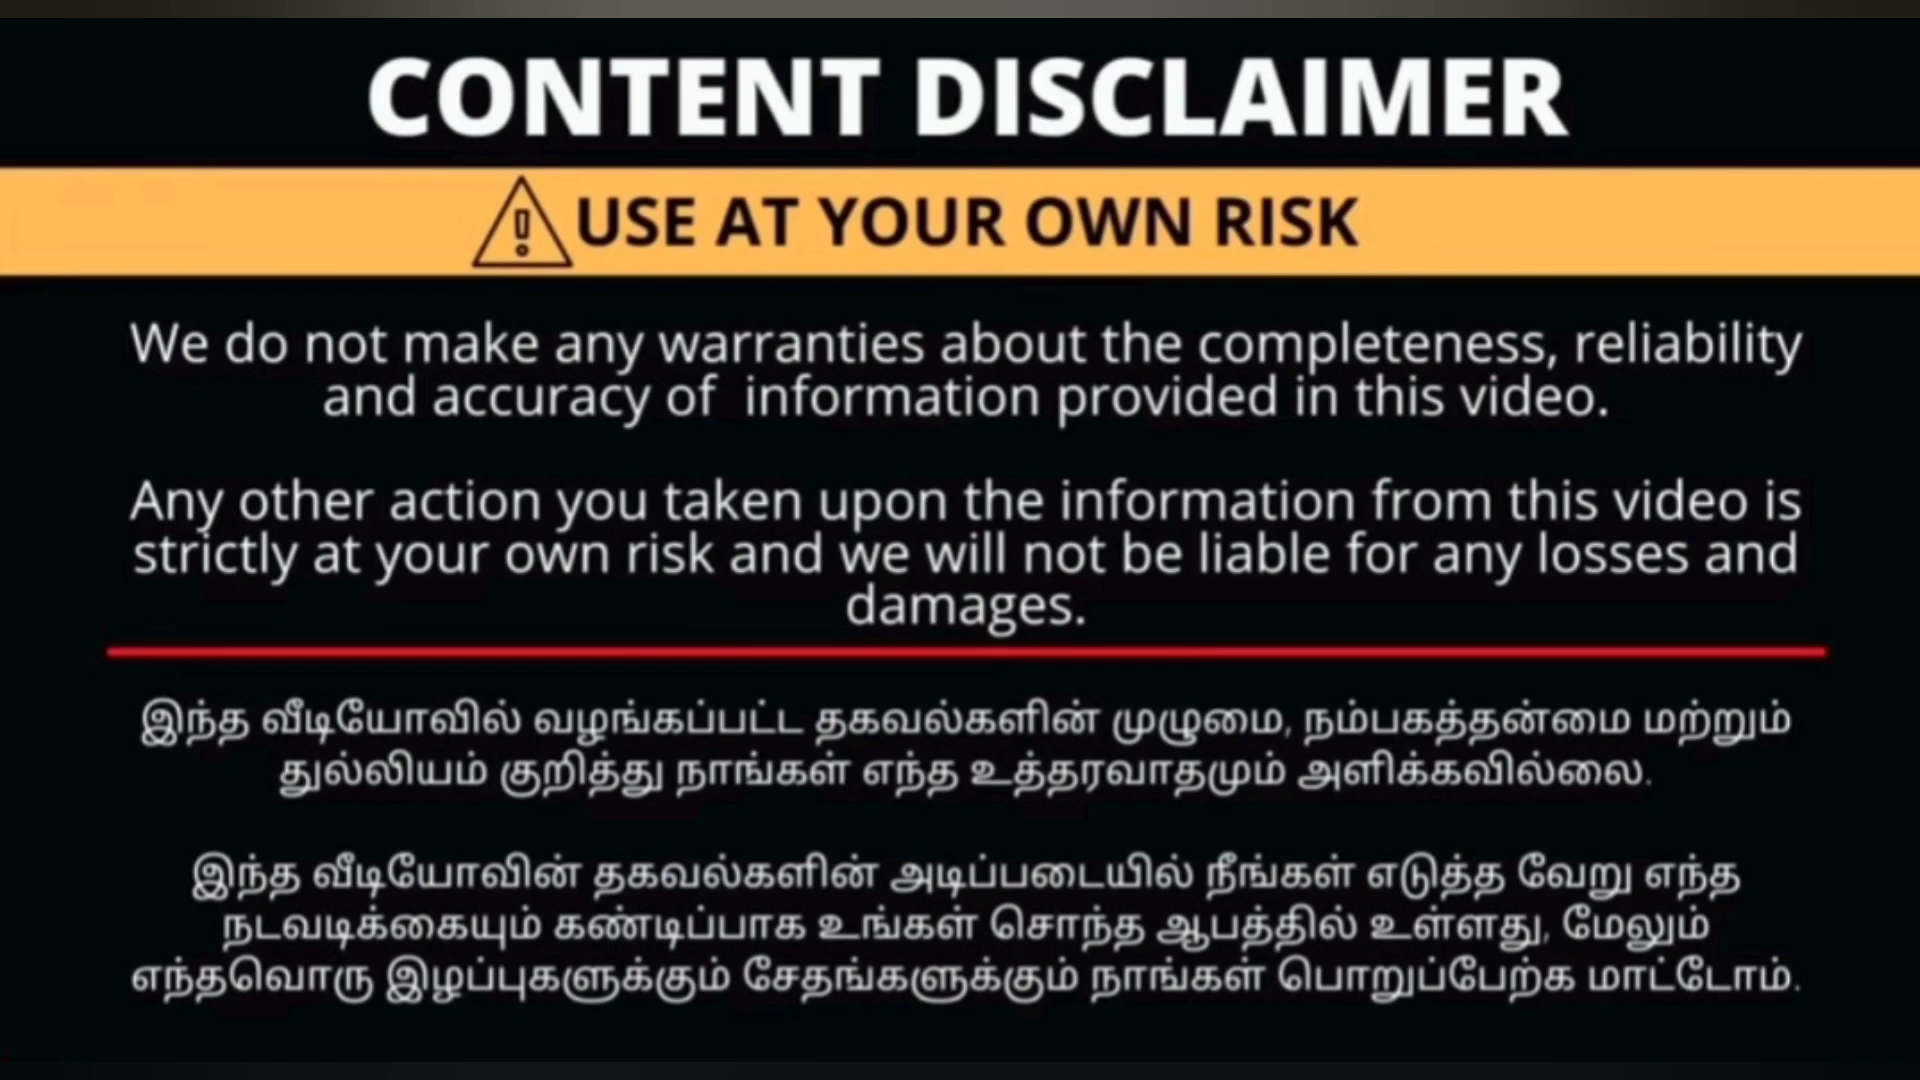 CONTENT DISCLAIMER
USE AT YOUR OWN RISK
We do not make any warranties about the completeness, reliability
and accuracy of information provided in this video.
Any other action you taken upon the information from this video is
strictly at your own risk and we will not be liable for any losses and
damages.
இந்த வீடியோவில் வழங்கப்பட்ட தகவல்களின் முழுமை, நம்பகத்தன்மை மற்றும்
துல்லியம் குறித்து நாங்கள் எந்த உத்தரவாதமும் அளிக்கவில்லை.
இந்த வீடியோவின் தகவல்களின் அடிப்படையில் நீங்கள் எடுத்த வேறு எந்த
நடவடிக்கையும் கண்டிப்பாக உங்கள் சொந்த ஆபத்தில் உள்ளது, மேலும்
எந்தவொரு இழப்புகளுக்கும் சேதங்களுக்கும் நாங்கள் பொறுப்பேற்க மாட்டோம்.